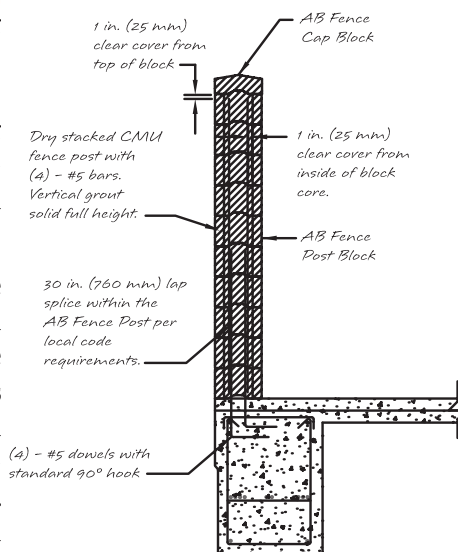 1 in. (25 mm)
clear cover from
top of block
AB Fence
Cap Block
Dry stacked CMU
fence post with
(4) - #5 bars.
Vertical grout
solid full height.
1 in. (25 mm)
clear cover from
inside of block
core.
AB Fence
Post Block
30 in. (760 mm) lap
splice within the
AB Fence Post per
local code
requirements.
(4) - #5 dowels with
standard 90° hook